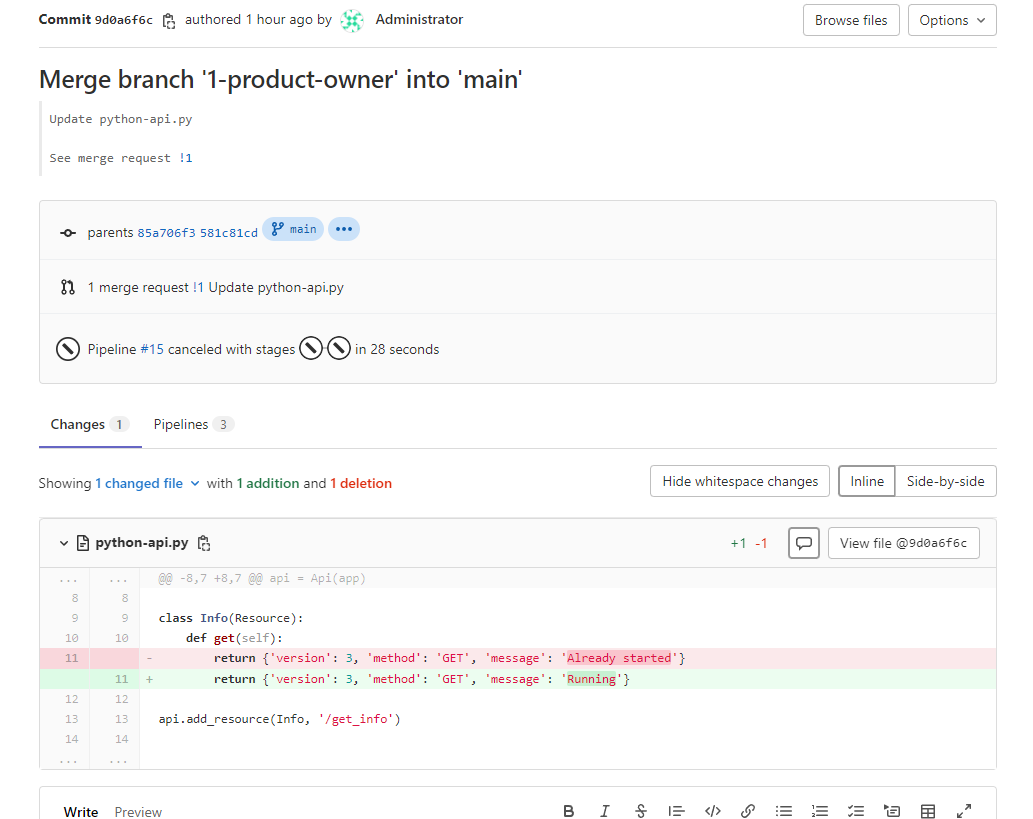 Commit 9d0a6f6c authored 1 hour ago by Administrator
Browse files
Options
Merge branch '1-product-owner' into 'main'
Update python-api.py
See merge request !1
parents 85a706f3 581c81cd main
1 merge request !1 Update python-api.py
Pipeline #15 canceled with stages in 28 seconds
Changes 1
Pipelines 3
Showing 1 changed file with 1 addition and 1 deletion
Hide whitespace changes
Inline
Side-by-side
python-api.py
+1 -1
View file @9d0a6f6c
... ... @@ -8,7 +8,7 @@ api = Api(app)
8 8
9 9 class Info(Resource):
10 10 def get(self):
11 - return {'version': 3, 'method': 'GET', 'message': 'Already started'}
11 + return {'version': 3, 'method': 'GET', 'message': 'Running'}
12 12
13 13 api.add_resource(Info, '/get_info')
14 14
... ...
Write
Preview